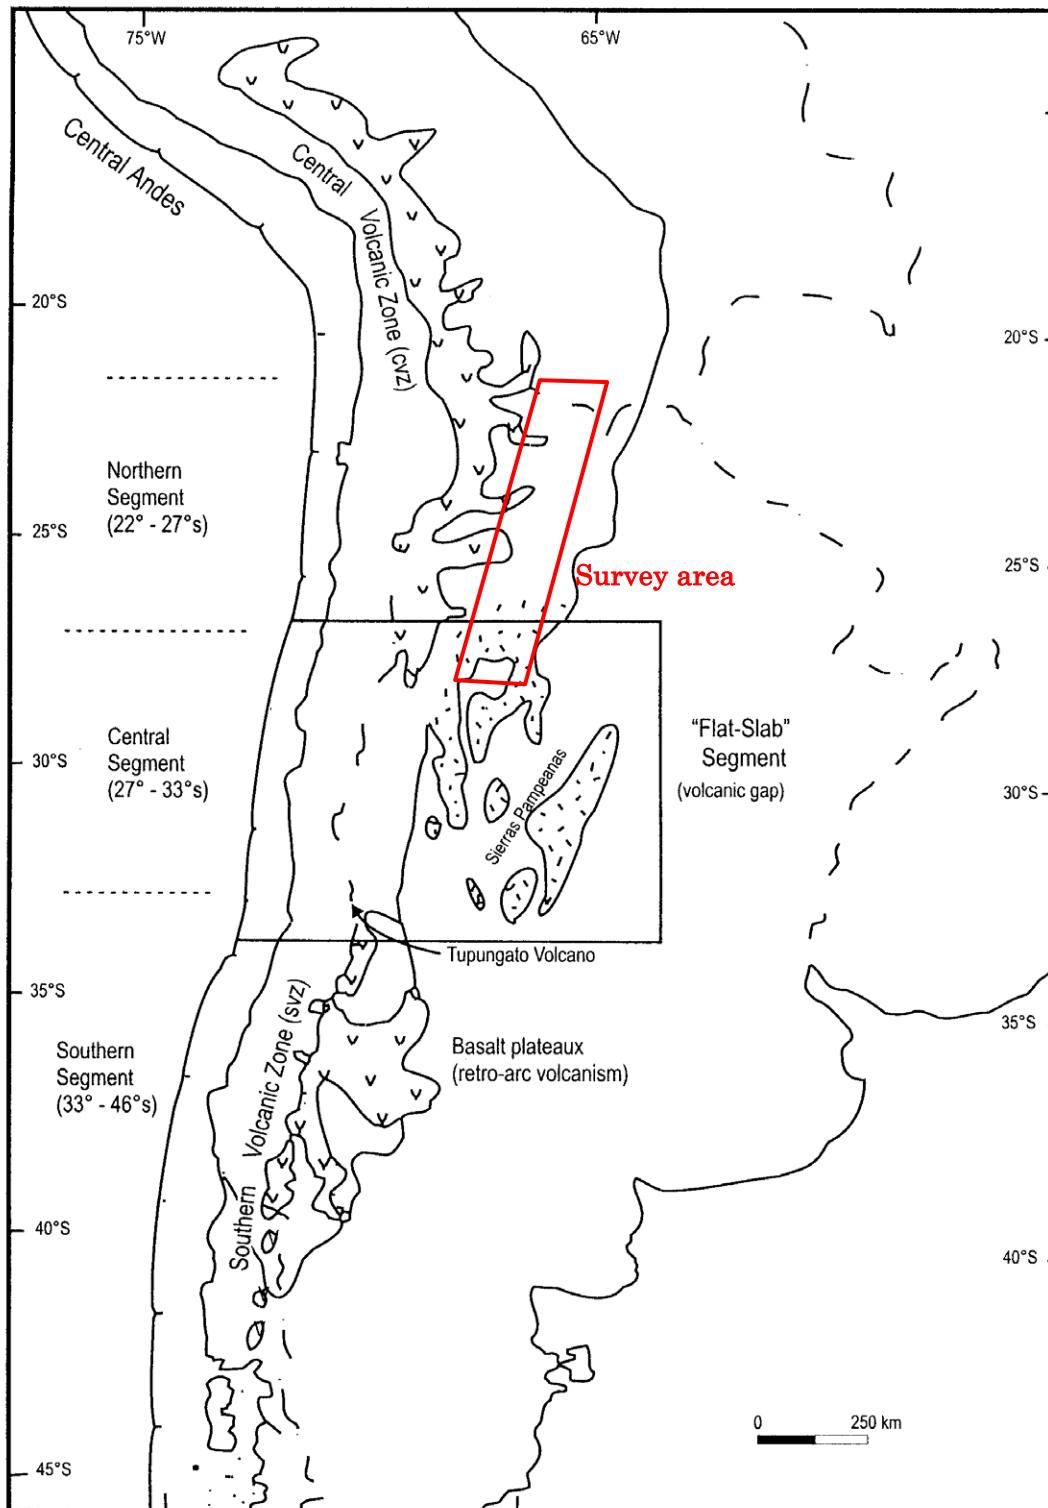 75°W
65°W
Central Andes
Central
Volcanic Zone (CVZ)
20°S
20°S
Northern
Segment
(22° - 27°s)
25°S
25°S
Survey area
Central
Segment
(27° - 33°s)
30°S
30°S
"Flat-Slab"
Segment
(volcanic gap)
Sierras Pampeanas
Tupungato Volcano
35°S
35°S
Southern
Segment
(33° - 46°s)
Southern
Volcanic Zone (SVZ)
Basalt plateaux
(retro-arc volcanism)
40°S
40°S
0
250 km
45°S